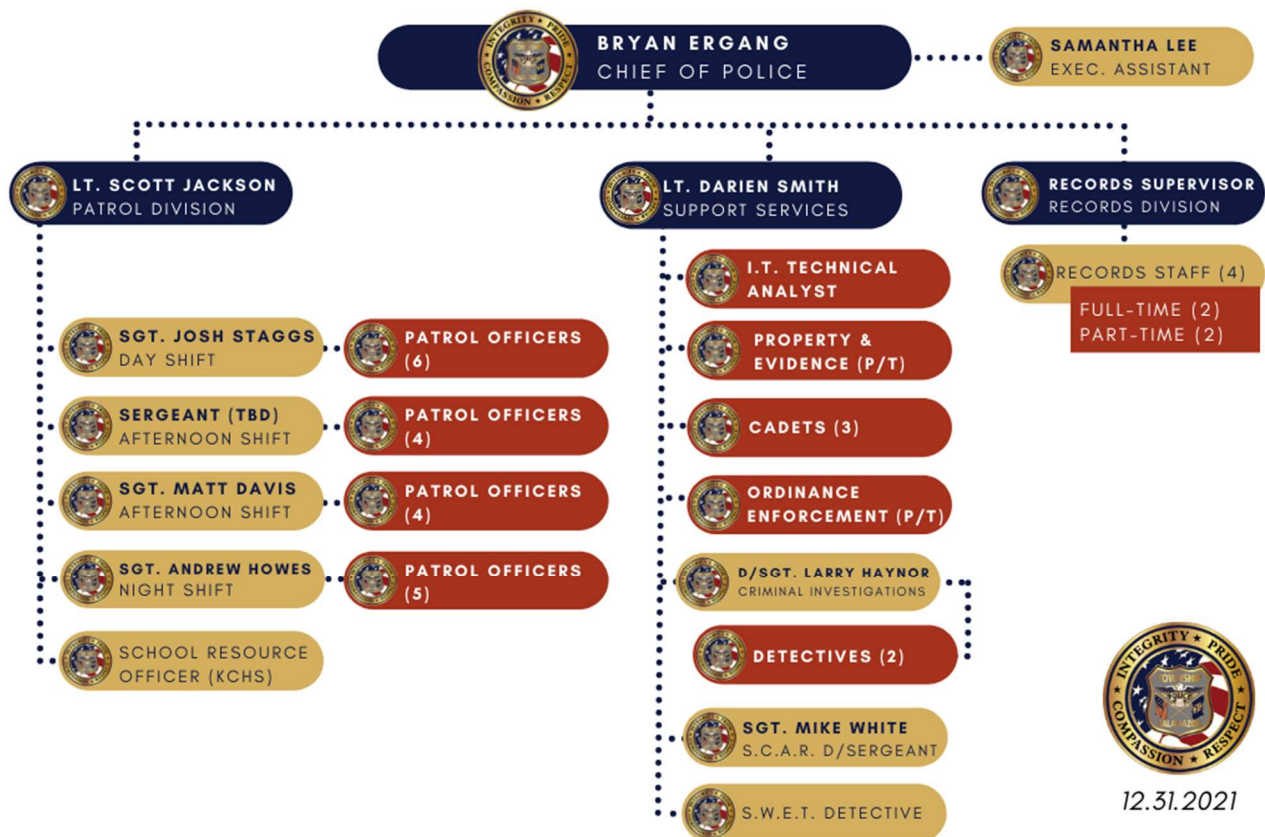 BRYAN ERGANG
CHIEF OF POLICE
SAMANTHA LEE
EXEC. ASSISTANT
LT. SCOTT JACKSON
PATROL DIVISION
LT. DARIEN SMITH
SUPPORT SERVICES
RECORDS SUPERVISOR
RECORDS DIVISION
SGT. JOSH STAGGS
DAY SHIFT
PATROL OFFICERS
(6)
SERGEANT (TBD)
AFTERNOON SHIFT
PATROL OFFICERS
(4)
SGT. MATT DAVIS
AFTERNOON SHIFT
PATROL OFFICERS
(4)
SGT. ANDREW HOWES
NIGHT SHIFT
PATROL OFFICERS
(5)
SCHOOL RESOURCE
OFFICER (KCHS)
I.T. TECHNICAL
ANALYST
PROPERTY &
EVIDENCE (P/T)
CADETS (3)
ORDINANCE
ENFORCEMENT (P/T)
D/SGT. LARRY HAYNOR
CRIMINAL INVESTIGATIONS
DETECTIVES (2)
SGT. MIKE WHITE
S.C.A.R. D/SERGEANT
S.W.E.T. DETECTIVE
RECORDS STAFF (4)
FULL-TIME (2)
PART-TIME (2)
INTEGRITY ★ PRIDE
COMPASSION ★ RESPECT
12.31.2021